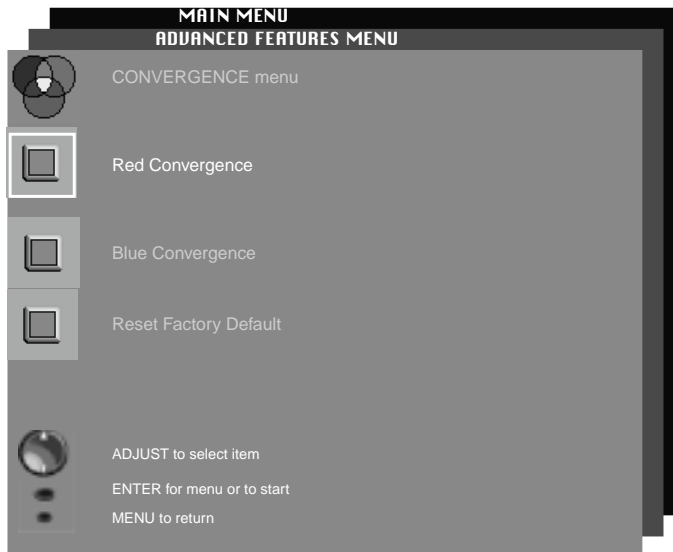 MAIN MENU
ADVANCED FEATURES MENU
CONVERGENCE menu
Red Convergence
Blue Convergence
Reset Factory Default
ADJUST to select item
ENTER for menu or to start
MENU to return